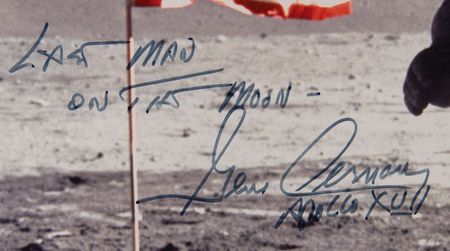 LAST MAN
ON THE MOON -
Gene Cernan
APOLLO XVII